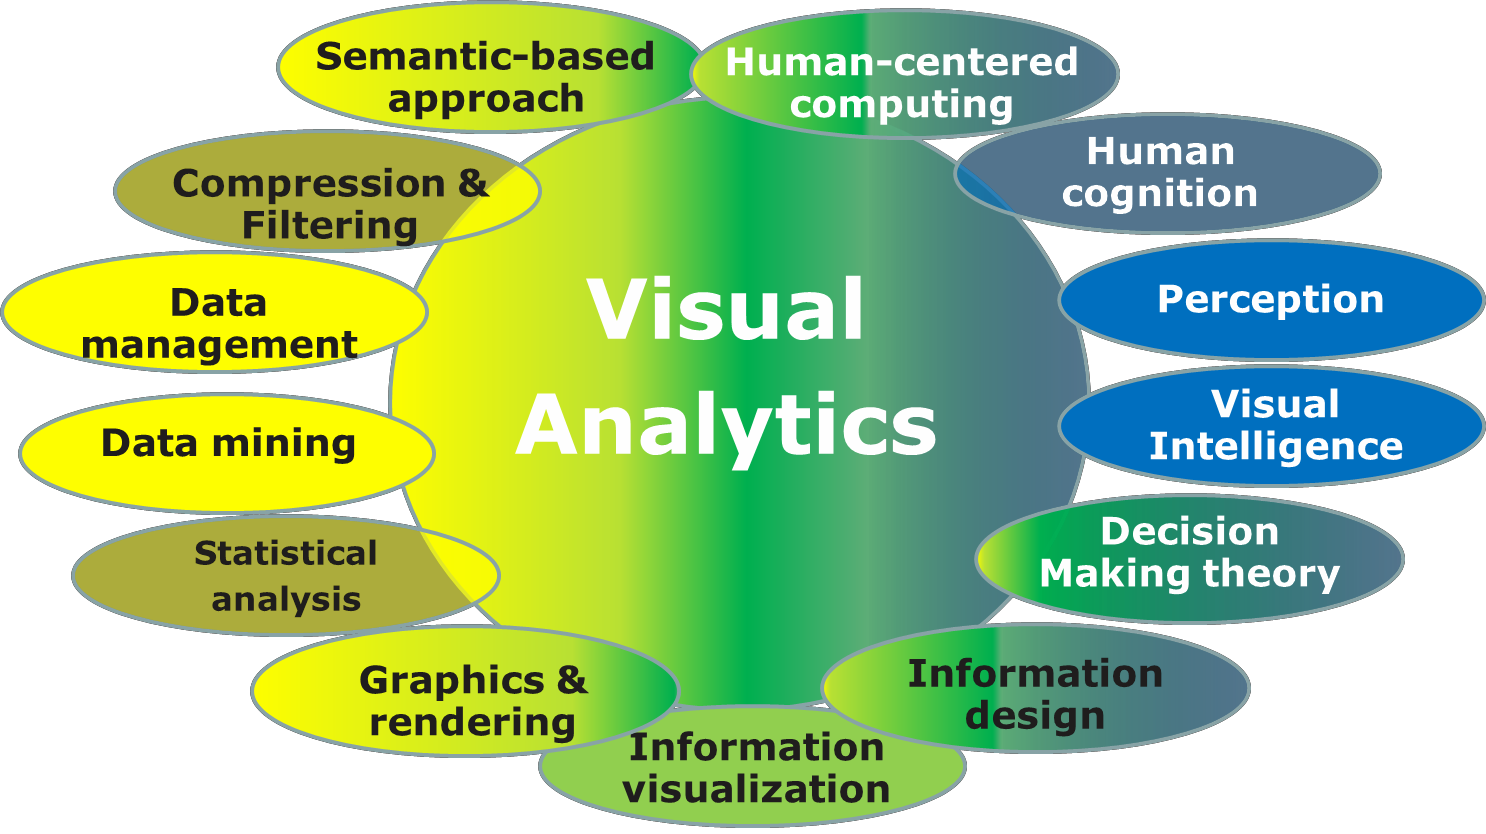 Semantic-based
approach
Human-centered
computing
Human
cognition
Compression &
Filtering
Perception
Data
management
Visual
Analytics
Visual
Intelligence
Data mining
Decision
Making theory
Statistical
analysis
Information
design
Graphics &
rendering
Information
visualization